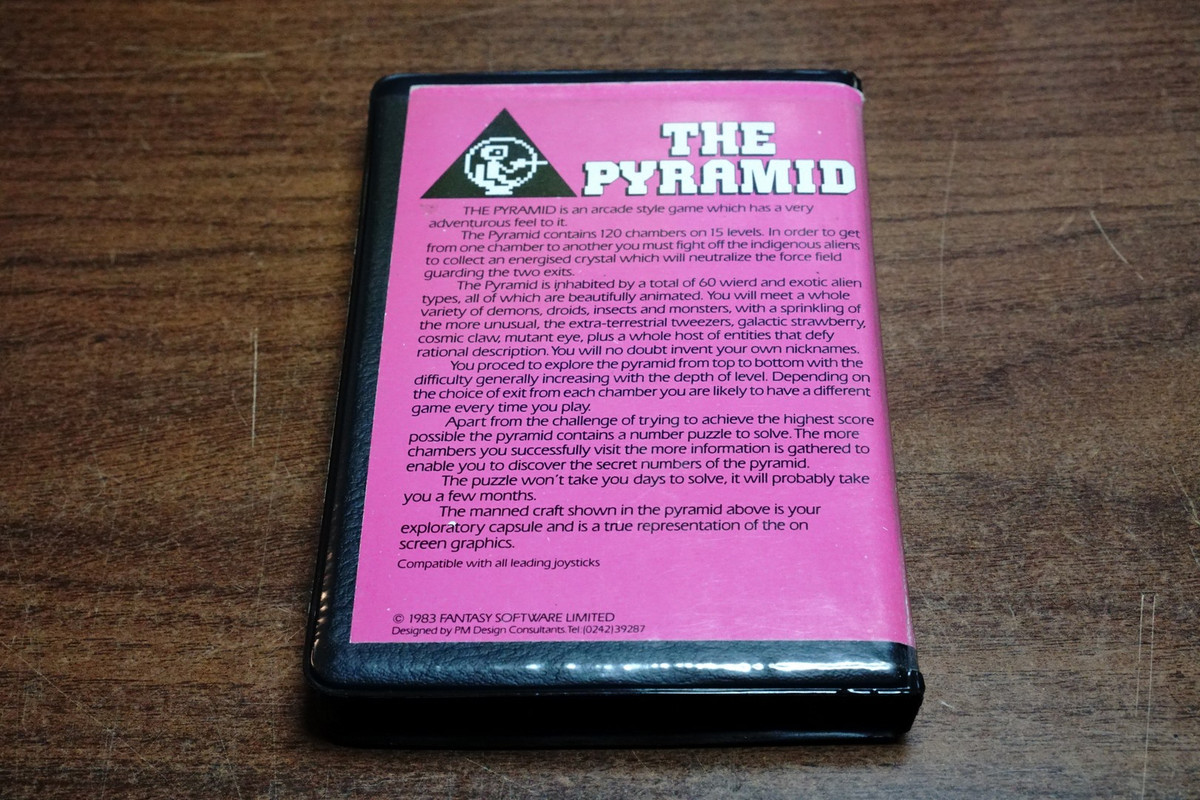 THE
PYRAMID
THE PYRAMID is an arcade style game which has a very
adventurous feel to it.
The Pyramid contains 120 chambers on 15 levels. In order to get
from one chamber to another you must fight off the indigenous aliens
to collect an energised crystal which will neutralize the force field
guarding the two exits.
The Pyramid is inhabited by a total of 60 wierd and exotic alien
types, all of which are beautifully animated. You will meet a whole
variety of demons, droids, insects and monsters, with a sprinkling of
the more unusual, the extra-terrestrial tweezers, galactic strawberry,
cosmic claw, mutant eye, plus a whole host of entities that defy
rational description. You will no doubt invent your own nicknames.
You proced to explore the pyramid from top to bottom with the
difficulty generally increasing with the depth of level. Depending on
the choice of exit from each chamber you are likely to have a different
game every time you play.
Apart from the challenge of trying to achieve the highest score
possible the pyramid contains a number puzzle to solve. The more
chambers you successfully visit the more information is gathered to
enable you to discover the secret numbers of the pyramid.
The puzzle won't take you days to solve, it will probably take
you a few months.
The manned craft shown in the pyramid above is your
exploratory capsule and is a true representation of the on
screen graphics.
Compatible with all leading joysticks
© 1983 FANTASY SOFTWARE LIMITED
Designed by PM Design Consultants. Tel: (0242) 39287